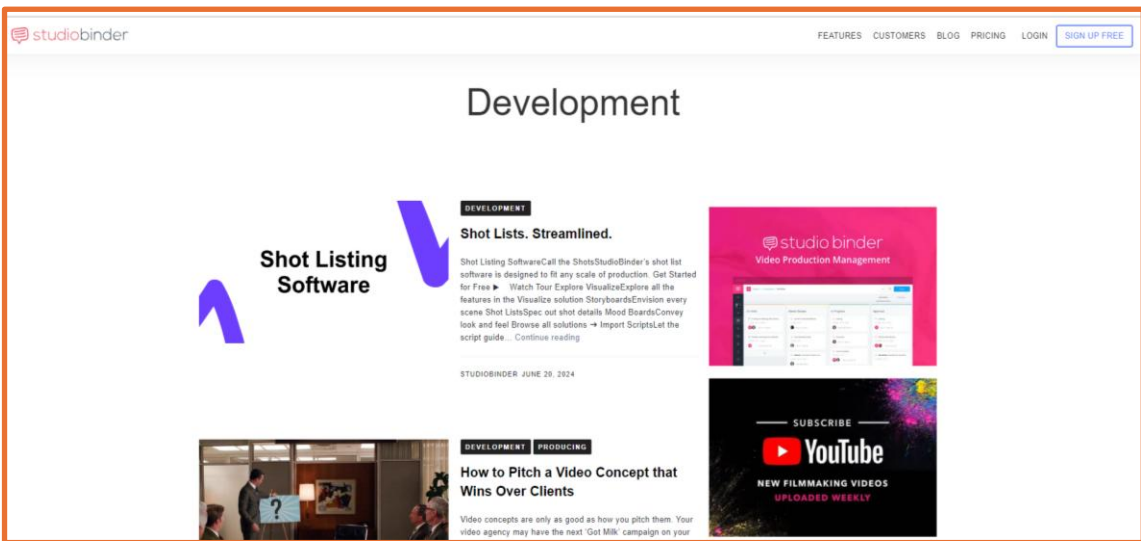 studiobinder
FEATURES CUSTOMERS BLOG PRICING LOGIN SIGN UP FREE
Development
Shot Listing
Software
DEVELOPMENT
Shot Lists. Streamlined.
Shot Listing SoftwareCall the ShotsStudioBinder's shot list
software is designed to fit any scale of production. Get Started
for Free ▶ Watch Tour Explore VisualizeExplore all the
features in the Visualize solution StoryboardsEnvision every
scene Shot ListsSpec out shot details Mood BoardsConvey
look and feel Browse all solutions → Import ScriptsLet the
script guide... Continue reading
STUDIOBINDER JUNE 20, 2024
studio binder
Video Production Management
SUBSCRIBE
YouTube
NEW FILMMAKING VIDEOS
UPLOADED WEEKLY
?
DEVELOPMENT PRODUCING
How to Pitch a Video Concept that
Wins Over Clients
Video concepts are only as good as how you pitch them. Your
video agency may have the next 'Got Milk' campaign on your